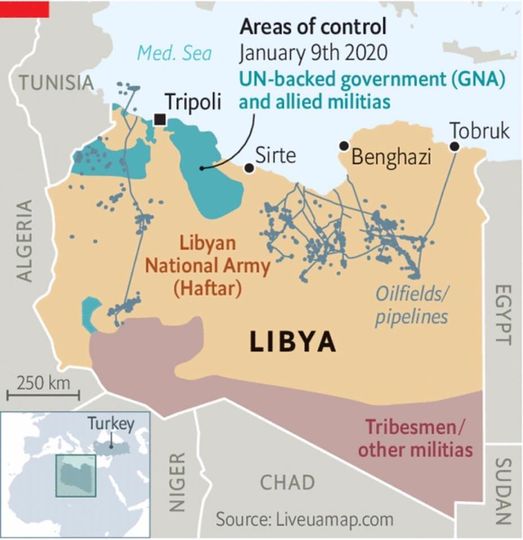 Areas of control
January 9th 2020
UN-backed government (GNA)
and allied militias
Med. Sea
TUNISIA
Tripoli
Sirte
Benghazi
Tobruk
ALGERIA
Libyan
National Army
(Haftar)
Oilfields/
pipelines
EGYPT
LIBYA
250 km
Turkey
Tribesmen/
other militias
NIGER
CHAD
SUDAN
Source: Liveuamap.com